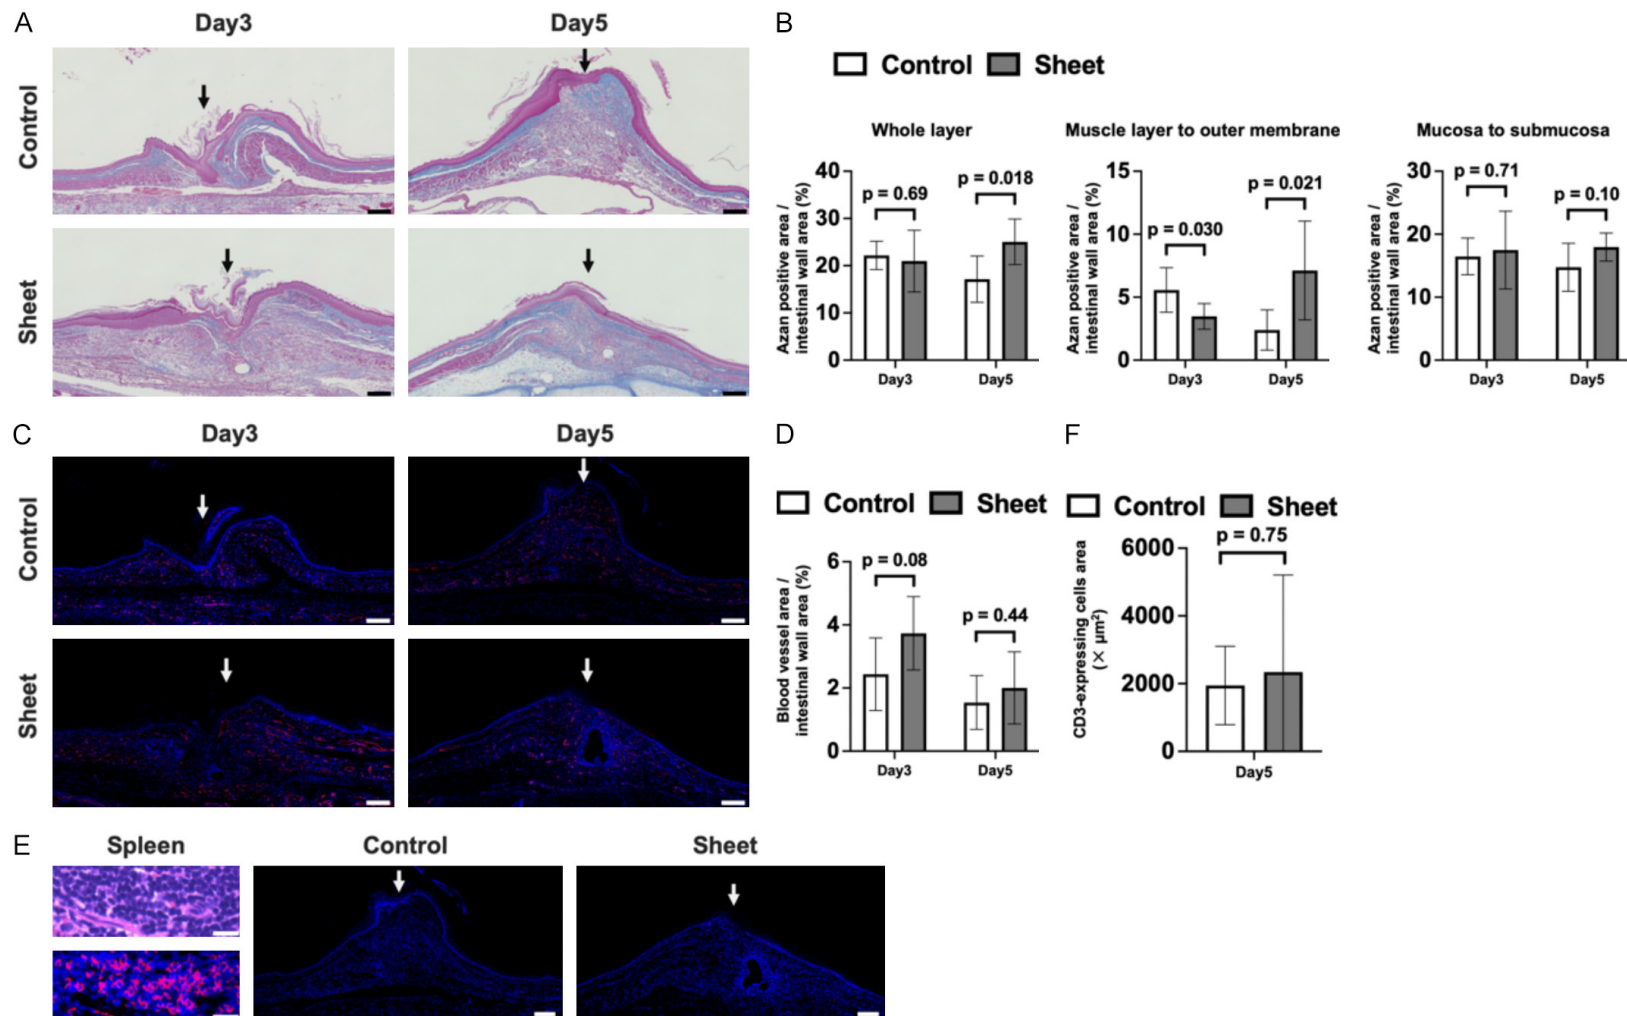 A
Day3
Day5
Control
Sheet
B
Control
Sheet
Whole layer
Azan positive area /
intestinal wall area (%)
40
30
20
10
0
p = 0.69
p = 0.018
Day3
Day5
Muscle layer to outer membrane
Azan positive area /
intestinal wall area (%)
15
10
5
0
p = 0.030
p = 0.021
Day3
Day5
Mucosa to submucosa
Azan positive area /
intestinal wall area (%)
30
20
10
0
p = 0.71
p = 0.10
Day3
Day5
C
Day3
Day5
Control
Sheet
D
Control
Sheet
Blood vessel area /
intestinal wall area (%)
6
4
2
0
p = 0.08
p = 0.44
Day3
Day5
F
Control
Sheet
CD3-expressing cells area
(× μm²)
6000
4000
2000
0
p = 0.75
Day5
E
Spleen
Control
Sheet